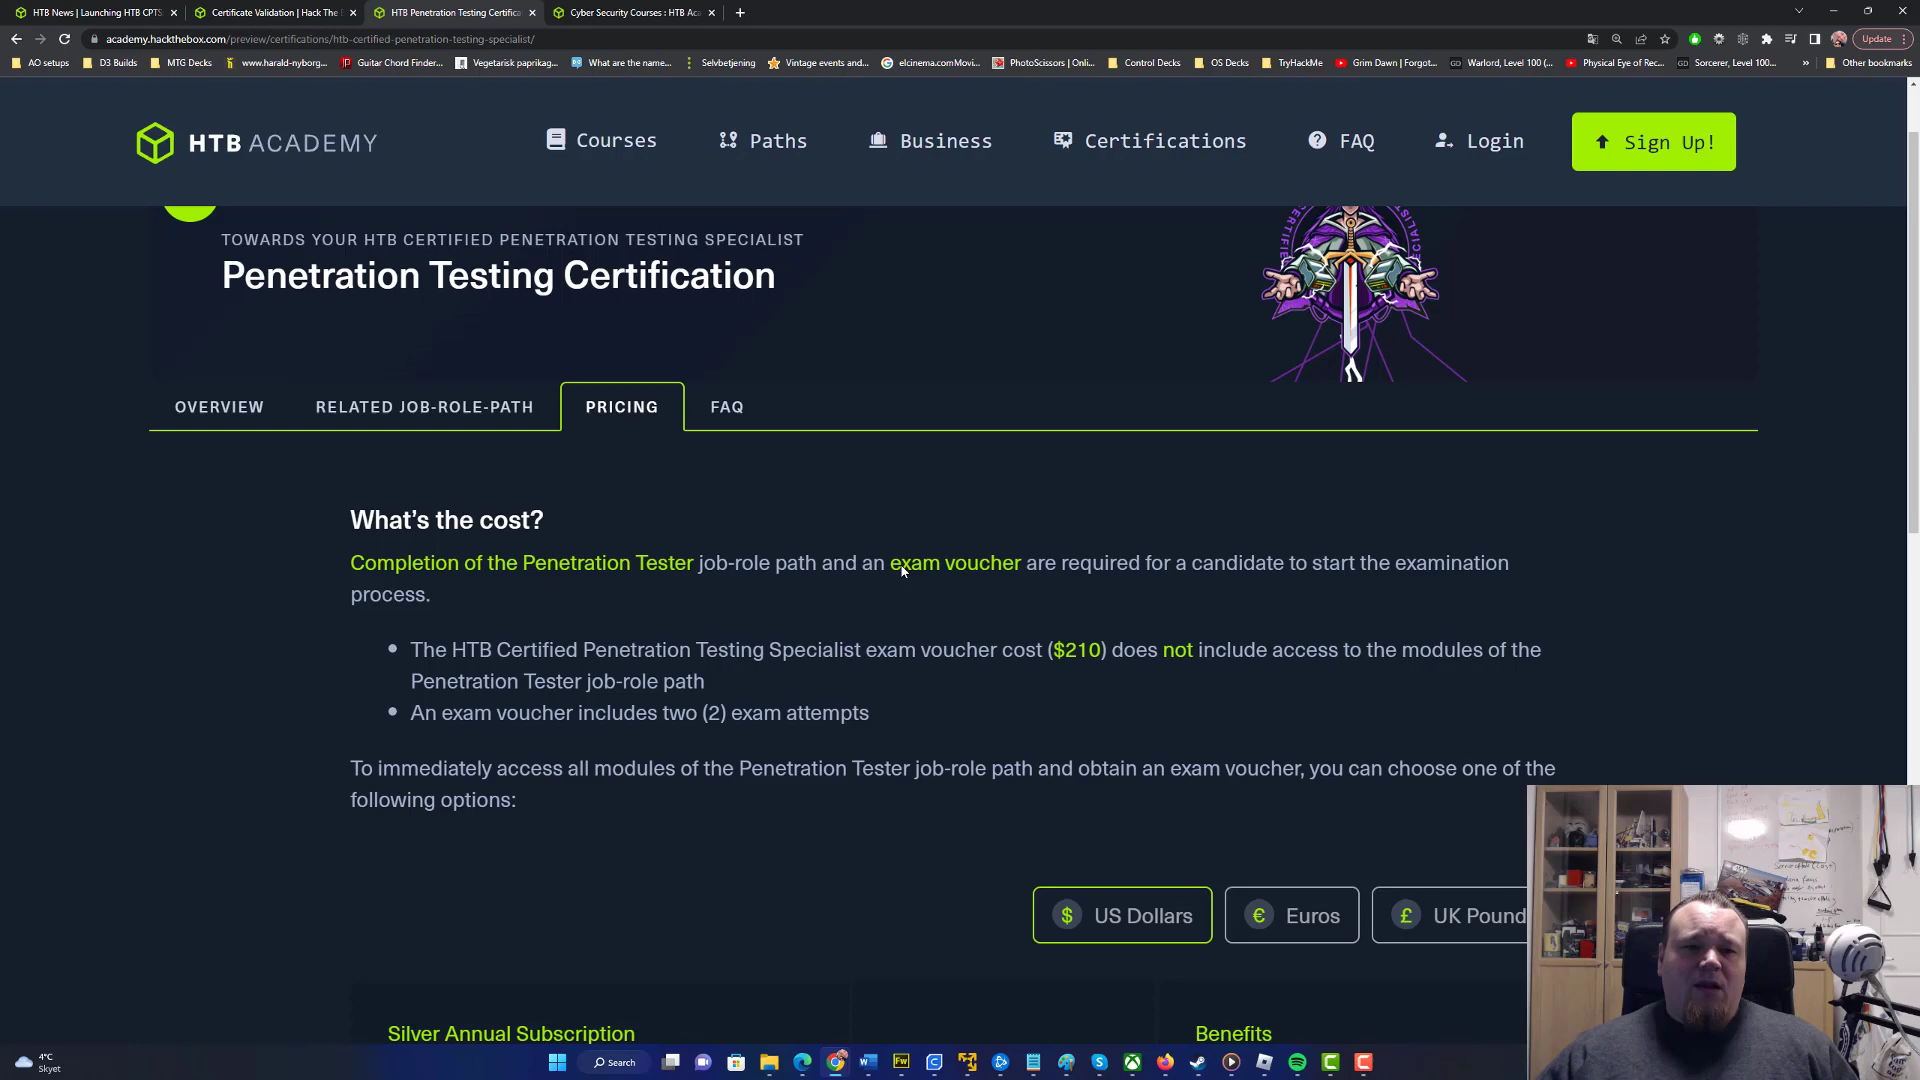 HTB News | Launching HTB CPTS
Certificate Validation | Hack The B
HTB Penetration Testing Certifica
Cyber Security Courses : HTB Aca
academy.hackthebox.com/preview/certifications/htb-certified-penetration-testing-specialist/
Update
AO setups
D3 Builds
MTG Decks
www.harald-nyborg...
Guitar Chord Finder...
Vegetarisk paprikag...
What are the name...
Selvbetjening
Vintage events and...
elcinema.comMovi...
PhotoScissors | Onli...
Control Decks
OS Decks
TryHackMe
Grim Dawn | Forgot...
Warlord, Level 100 (...
Physical Eye of Rec...
Sorcerer, Level 100...
»
Other bookmarks
HTB ACADEMY
Courses
Paths
Business
Certifications
FAQ
Login
Sign Up!
TOWARDS YOUR HTB CERTIFIED PENETRATION TESTING SPECIALIST
Penetration Testing Certification
OVERVIEW
RELATED JOB-ROLE-PATH
PRICING
FAQ
What's the cost?
Completion of the Penetration Tester job-role path and an exam voucher are required for a candidate to start the examination
process.
• The HTB Certified Penetration Testing Specialist exam voucher cost ($210) does not include access to the modules of the
Penetration Tester job-role path
• An exam voucher includes two (2) exam attempts
To immediately access all modules of the Penetration Tester job-role path and obtain an exam voucher, you can choose one of the
following options:
$ US Dollars
€ Euros
£ UK Pound
Silver Annual Subscription
Benefits
4°C
Skyet
Search